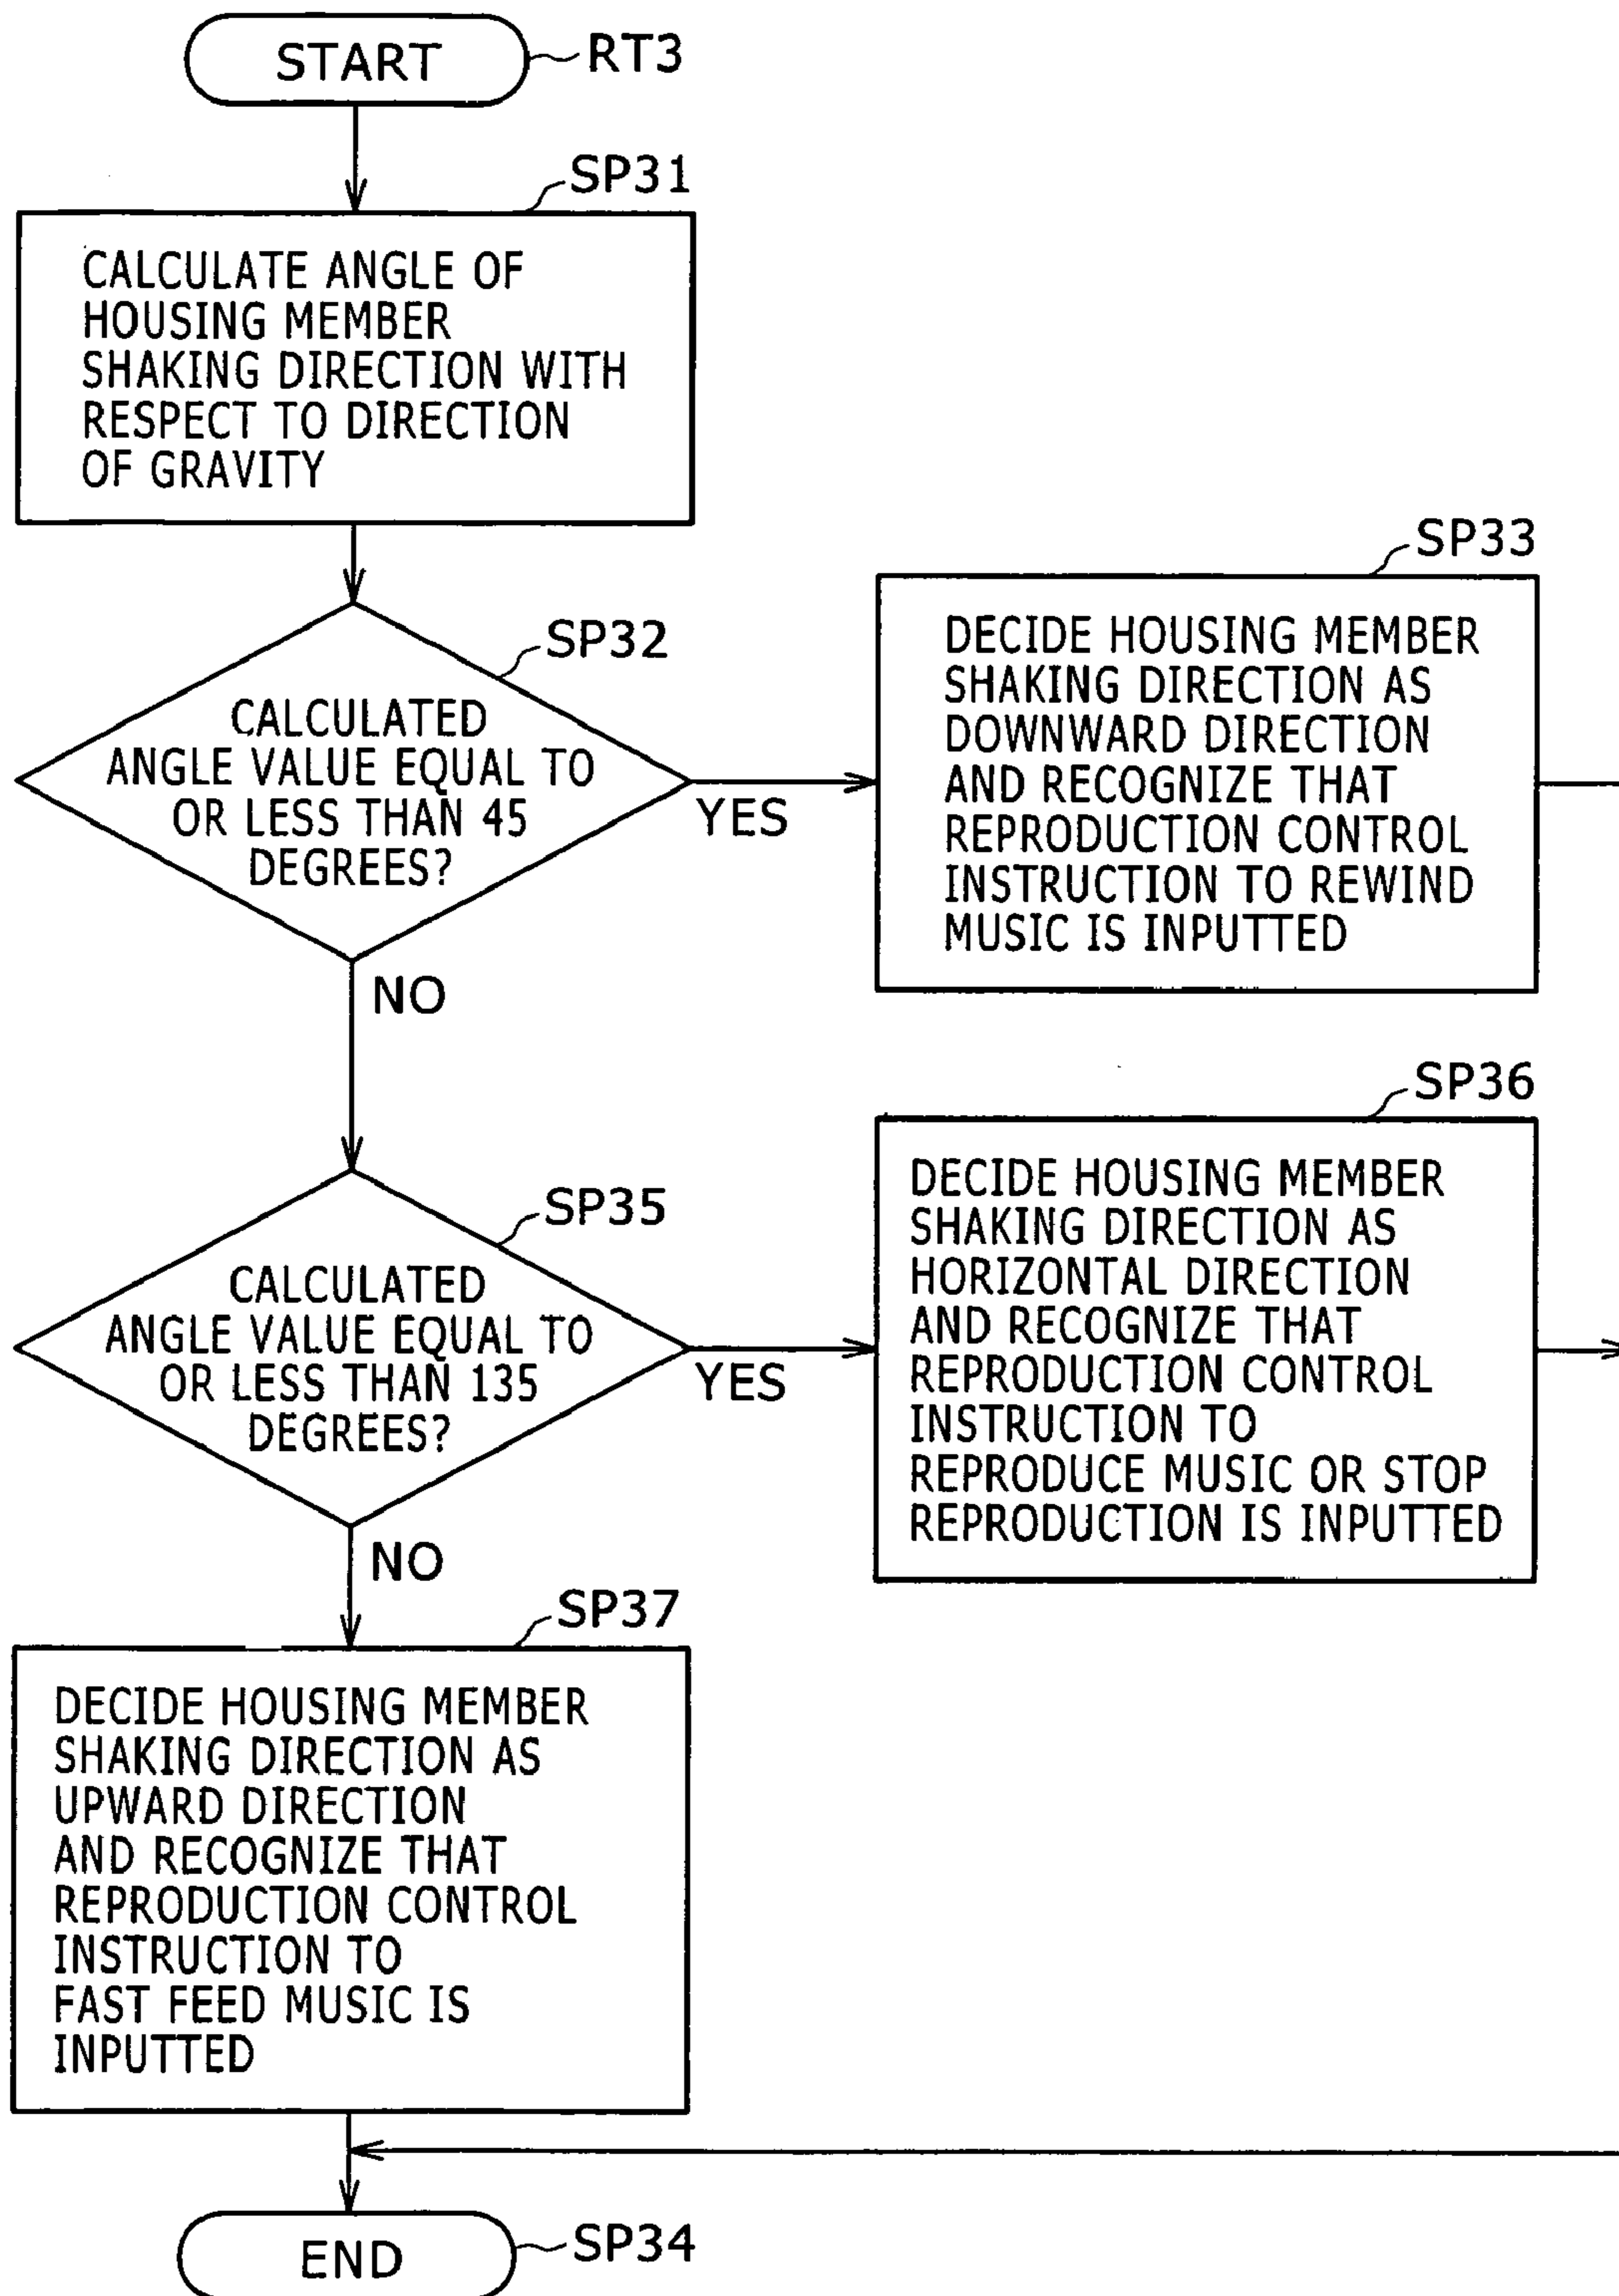 START
RT3
SP31
CALCULATE ANGLE OF
HOUSING MEMBER
SHAKING DIRECTION WITH
RESPECT TO DIRECTION
OF GRAVITY
SP32
CALCULATED
ANGLE VALUE EQUAL TO
OR LESS THAN 45
DEGREES?
YES
NO
SP33
DECIDE HOUSING MEMBER
SHAKING DIRECTION AS
DOWNWARD DIRECTION
AND RECOGNIZE THAT
REPRODUCTION CONTROL
INSTRUCTION TO REWIND
MUSIC IS INPUTTED
SP35
CALCULATED
ANGLE VALUE EQUAL TO
OR LESS THAN 135
DEGREES?
YES
NO
SP36
DECIDE HOUSING MEMBER
SHAKING DIRECTION AS
HORIZONTAL DIRECTION
AND RECOGNIZE THAT
REPRODUCTION CONTROL
INSTRUCTION TO
REPRODUCE MUSIC OR STOP
REPRODUCTION IS INPUTTED
SP37
DECIDE HOUSING MEMBER
SHAKING DIRECTION AS
UPWARD DIRECTION
AND RECOGNIZE THAT
REPRODUCTION CONTROL
INSTRUCTION TO
FAST FEED MUSIC IS
INPUTTED
END
SP34